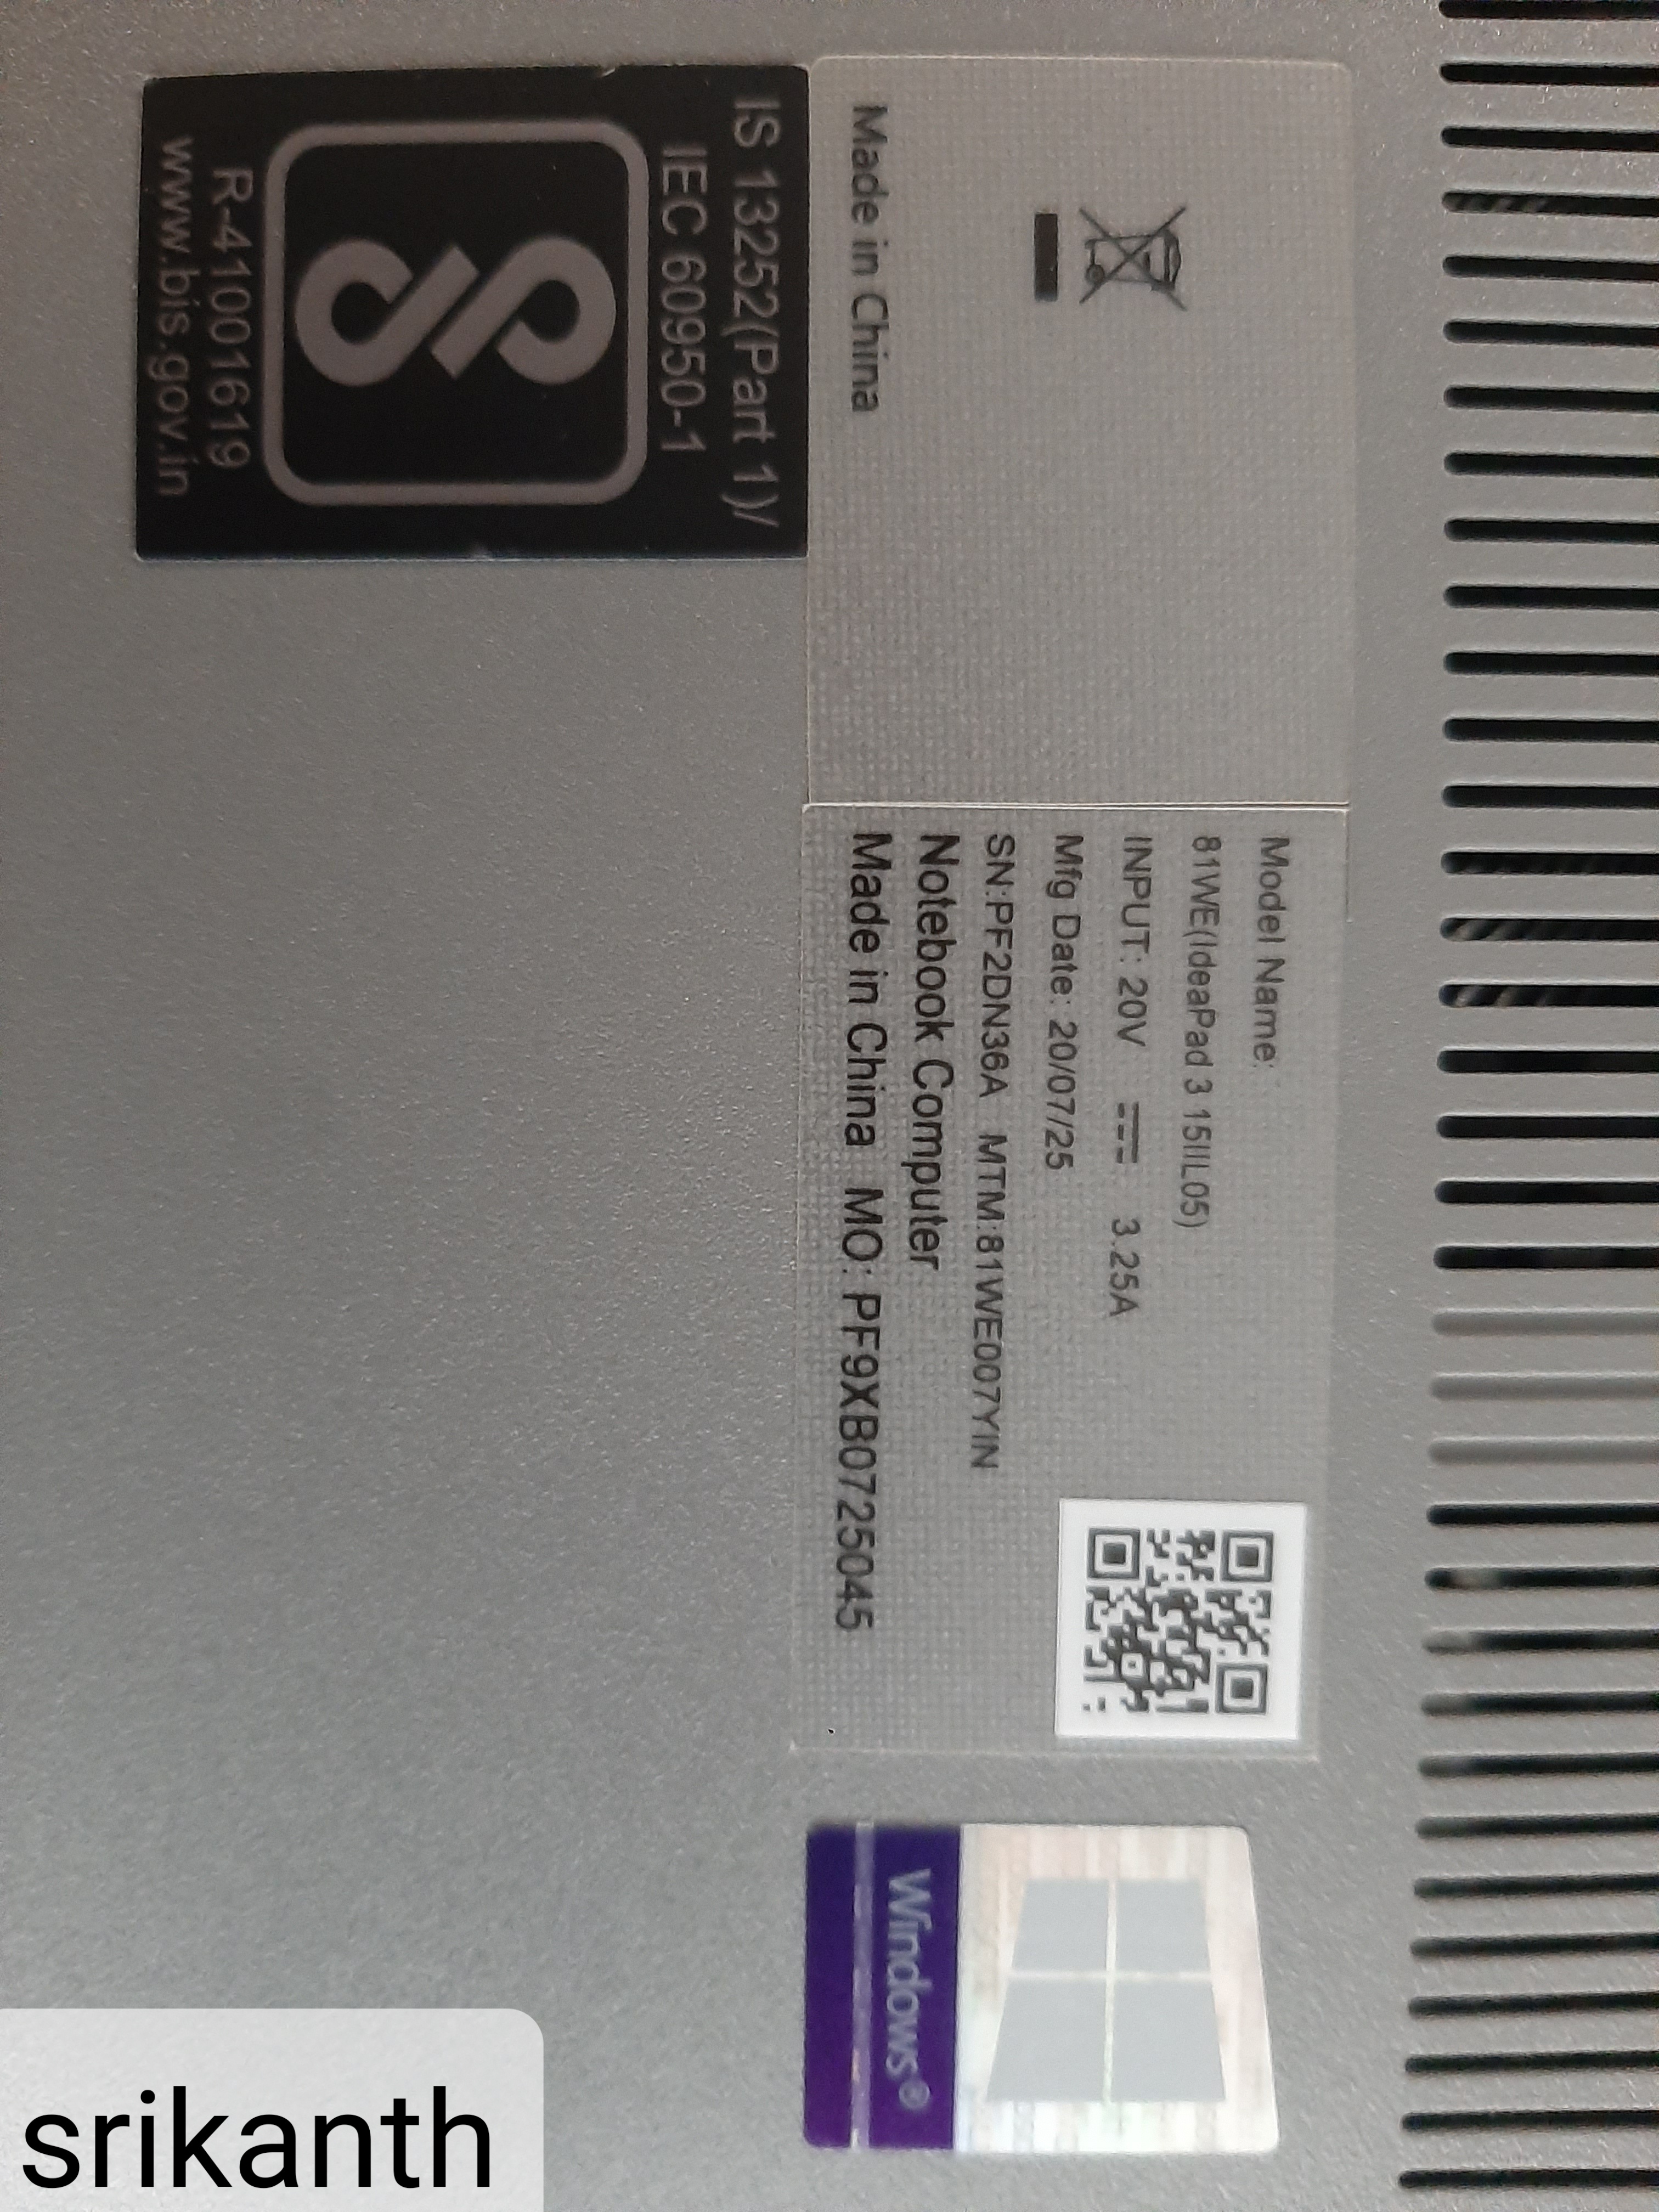 Model Name:
81WE(IdeaPad 3 15IIL05)
INPUT: 20V ⎓ 3.25A
Mfg Date: 20/07/25
SN:PF2DN36A MTM:81WE007YIN
Notebook Computer
Made in China MO: PF9XB0725045
Made in China
Windows®
IS 13252(Part 1)/
IEC 60950-1
R-41001619
www.bis.gov.in
srikanth